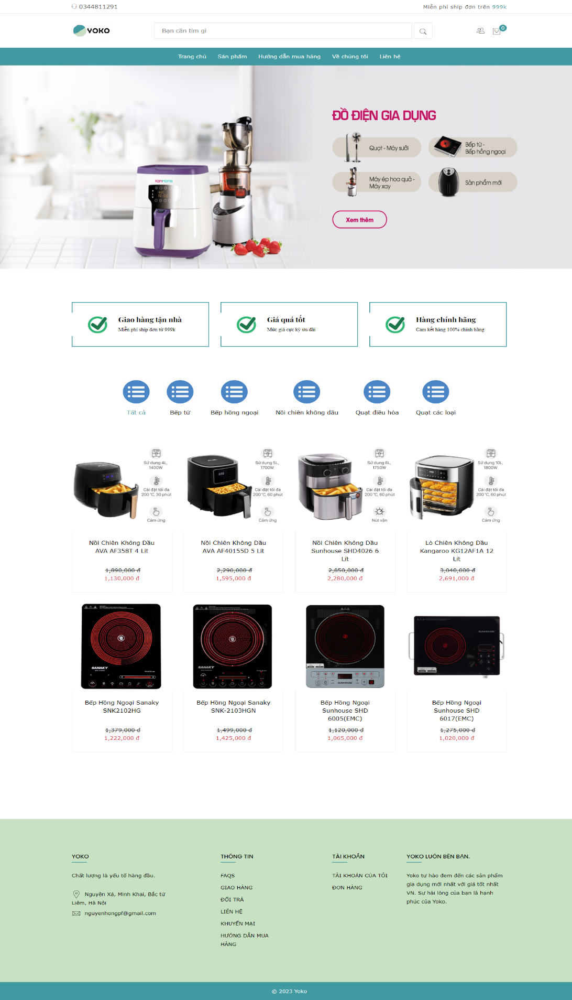 0344811291
Miễn phí ship đơn trên 999k
YOKO
Bạn cần tìm gì
0
Trang chủ
Sản phẩm
Hướng dẫn mua hàng
Về chúng tôi
Liên hệ
ĐỒ ĐIỆN GIA DỤNG
Quạt - Máy sưởi
Bếp từ -
Bếp hồng ngoại
Máy ép hoa quả -
Máy xay
Sản phẩm mới
Xem thêm
KoriHome
Giao hàng tận nhà
Miễn phí ship đơn từ 999k
Giá quá tốt
Mức giá cực kỳ ưu đãi
Hàng chính hãng
Cam kết hàng 100% chính hãng
Tất cả
Bếp từ
Bếp hồng ngoại
Nồi chiên không dầu
Quạt điều hòa
Quạt các loại
Sử dụng 4L,
1400W
Cài đặt tối đa
200 °C, 30 phút
Cảm ứng
Sử dụng 5L,
1700W
Cài đặt tối đa
200 °C, 60 phút
Cảm ứng
Sử dụng 6L,
1750W
Cài đặt tối đa
200 °C, 60 phút
Nút vặn
Sử dụng 10L,
1800W
Cài đặt tối đa
200 °C, 60 phút
Cảm ứng
Nồi Chiên Không Dầu
AVA AF358T 4 Lit
1,890,000 đ
1,130,000 đ
Nồi Chiên Không Dầu
AVA AF40155D 5 Lít
2,290,000 đ
1,595,000 đ
Nồi Chiên Không Dầu
Sunhouse SHD4026 6
Lít
2,850,000 đ
2,280,000 đ
Lò Chiên Không Dầu
Kangaroo KG12AF1A 12
Lít
3,040,000 đ
2,691,000 đ
SANAKY
SANAKY
SUNHOUSE
SUNHOUSE
Bếp Hồng Ngoại Sanaky
SNK2102HG
1,379,000 đ
1,222,000 đ
Bếp Hồng Ngoại Sanaky
SNK-2103HGN
1,499,000 đ
1,425,000 đ
Bếp Hồng Ngoại
Sunhouse SHD
6005(EMC)
1,120,000 đ
1,065,000 đ
Bếp Hồng Ngoại
Sunhouse SHD
6017(EMC)
1,275,000 đ
1,020,000 đ
YOKO
Chất lượng là yếu tố hàng đầu.
Nguyên Xá, Minh Khai, Bắc từ
Liêm, Hà Nội
nguyenhongpf@gmail.com
THÔNG TIN
FAQS
GIAO HÀNG
ĐỔI TRẢ
LIÊN HỆ
KHUYẾN MẠI
HƯỚNG DẪN MUA
HÀNG
TÀI KHOẢN
TÀI KHOẢN CỦA TÔI
ĐƠN HÀNG
YOKO LUÔN BÊN BẠN.
Yoko tự hào đem đến các sản phẩm
gia dụng mới nhất với giá tốt nhất
VN. Sự hài lòng của bạn là hạnh
phúc của Yoko.
© 2023 Yoko